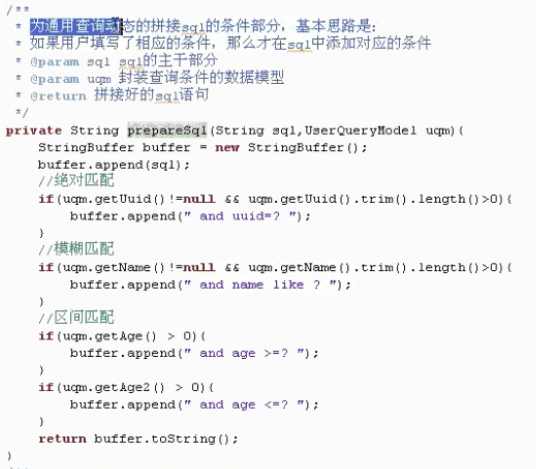 /**
 * 为通用查询动态的拼接sql的条件部分，基本思路是：
 * 如果用户填写了相应的条件，那么才在sql中添加对应的条件
 * @param sql sql的主干部分
 * @param uqm 封装查询条件的数据模型
 * @return 拼接好的sql语句
 */
private String prepareSql(String sql,UserQueryModel uqm){
    StringBuffer buffer = new StringBuffer();
    buffer.append(sql);
    //绝对匹配
    if(uqm.getUuid()!=null && uqm.getUuid().trim().length()>0){
        buffer.append(" and uuid=? ");
    }
    //模糊匹配
    if(uqm.getName()!=null && uqm.getName().trim().length()>0){
        buffer.append(" and name like ? ");
    }
    //区间匹配
    if(uqm.getAge() > 0){
        buffer.append(" and age >=? ");
    }
    if(uqm.getAge2() > 0){
        buffer.append(" and age <=? ");
    }
    return buffer.toString();
}